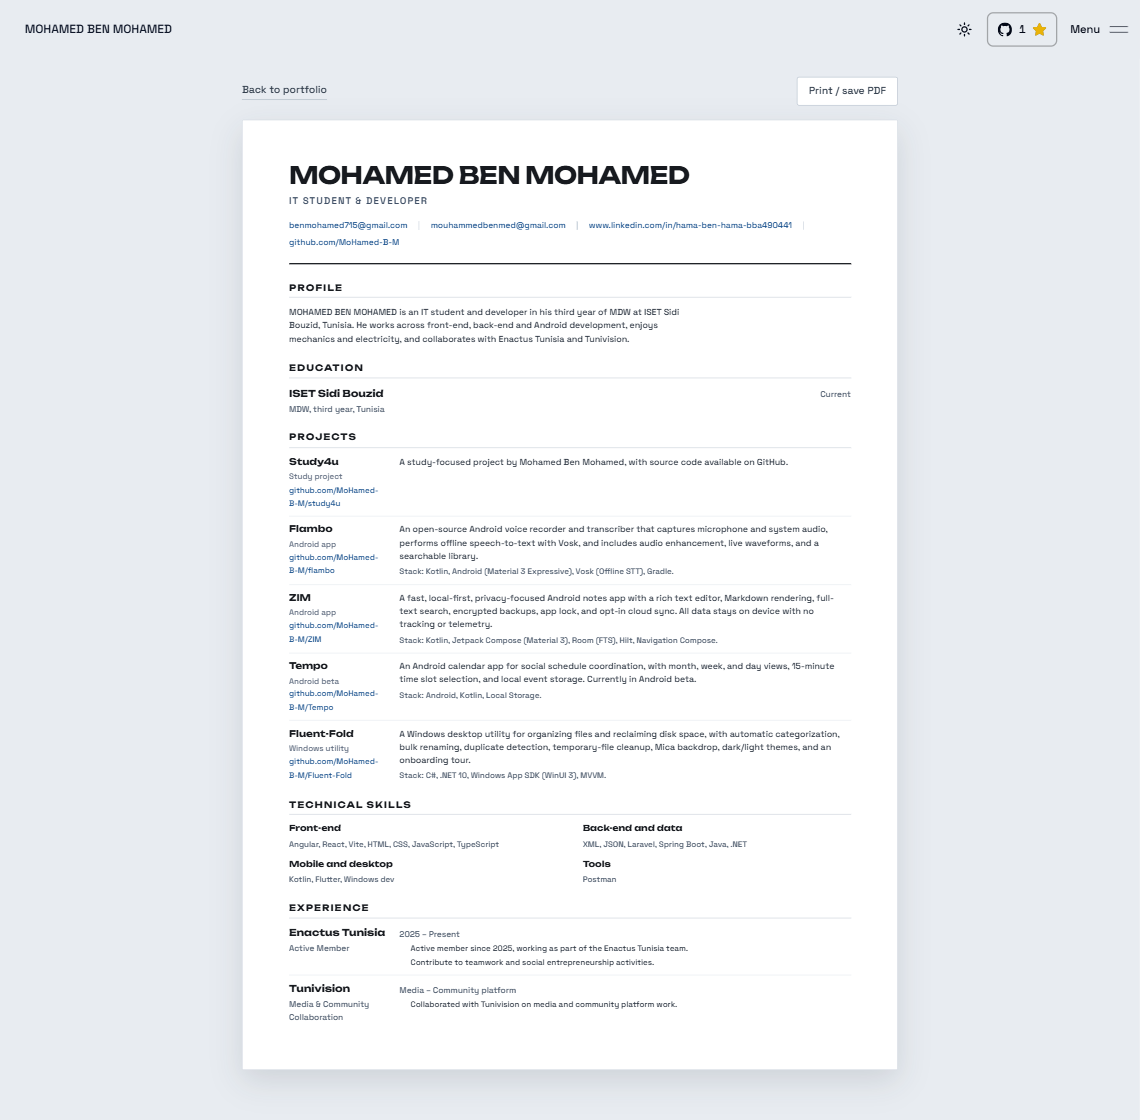 MOHAMED BEN MOHAMED
1
Menu
Back to portfolio
Print / save PDF
MOHAMED BEN MOHAMED
IT STUDENT & DEVELOPER
benmohamed715@gmail.com | mouhammedbenmed@gmail.com | www.linkedin.com/in/hama-ben-hama-bba490441 |
github.com/MoHamed-B-M
PROFILE
MOHAMED BEN MOHAMED is an IT student and developer in his third year of MDW at ISET Sidi
Bouzid, Tunisia. He works across front-end, back-end and Android development, enjoys
mechanics and electricity, and collaborates with Enactus Tunisia and Tunivision.
EDUCATION
ISET Sidi Bouzid
Current
MDW, third year, Tunisia
PROJECTS
Study4u
Study project
github.com/MoHamed-
B-M/study4u
A study-focused project by Mohamed Ben Mohamed, with source code available on GitHub.
Flambo
Android app
github.com/MoHamed-
B-M/flambo
An open-source Android voice recorder and transcriber that captures microphone and system audio,
performs offline speech-to-text with Vosk, and includes audio enhancement, live waveforms, and a
searchable library.
Stack: Kotlin, Android (Material 3 Expressive), Vosk (Offline STT), Gradle.
ZIM
Android app
github.com/MoHamed-
B-M/ZIM
A fast, local-first, privacy-focused Android notes app with a rich text editor, Markdown rendering, full-
text search, encrypted backups, app lock, and opt-in cloud sync. All data stays on device with no
tracking or telemetry.
Stack: Kotlin, Jetpack Compose (Material 3), Room (FTS), Hilt, Navigation Compose.
Tempo
Android beta
github.com/MoHamed-
B-M/Tempo
An Android calendar app for social schedule coordination, with month, week, and day views, 15-minute
time slot selection, and local event storage. Currently in Android beta.
Stack: Android, Kotlin, Local Storage.
Fluent-Fold
Windows utility
github.com/MoHamed-
B-M/Fluent-Fold
A Windows desktop utility for organizing files and reclaiming disk space, with automatic categorization,
bulk renaming, duplicate detection, temporary-file cleanup, Mica backdrop, dark/light themes, and an
onboarding tour.
Stack: C#, .NET 10, Windows App SDK (WinUI 3), MVVM.
TECHNICAL SKILLS
Front-end
Angular, React, Vite, HTML, CSS, JavaScript, TypeScript
Back-end and data
XML, JSON, Laravel, Spring Boot, Java, .NET
Mobile and desktop
Kotlin, Flutter, Windows dev
Tools
Postman
EXPERIENCE
Enactus Tunisia
Active Member
2025 – Present
Active member since 2025, working as part of the Enactus Tunisia team.
Contribute to teamwork and social entrepreneurship activities.
Tunivision
Media & Community
Collaboration
Media – Community platform
Collaborated with Tunivision on media and community platform work.